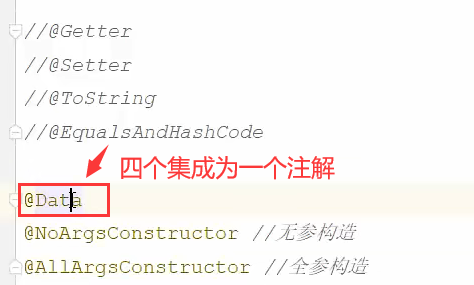 //@Getter
//@Setter
//@ToString
//@EqualsAndHashCode
四个集成为一个注解
@Data
@NoArgsConstructor //无参构造
@AllArgsConstructor //全参构造